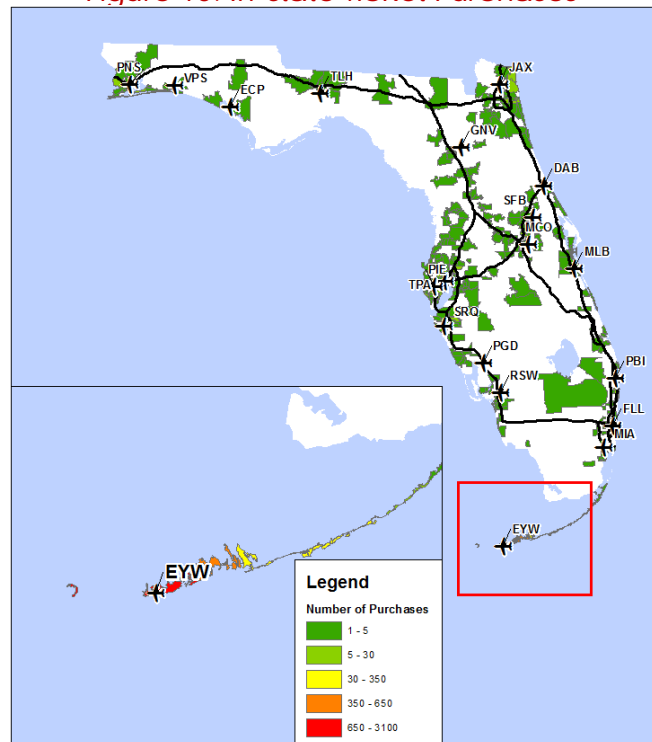 JAX
PNS
VPS
ECP
TLH
GNV
DAB
SFB
MCO
MLB
PIE
TPA
SRQ
PGD
PBI
RSW
FLL
MIA
EYW
EYW
Legend
Number of Purchases
1 - 5
5 - 30
30 - 350
350 - 650
650 - 3100